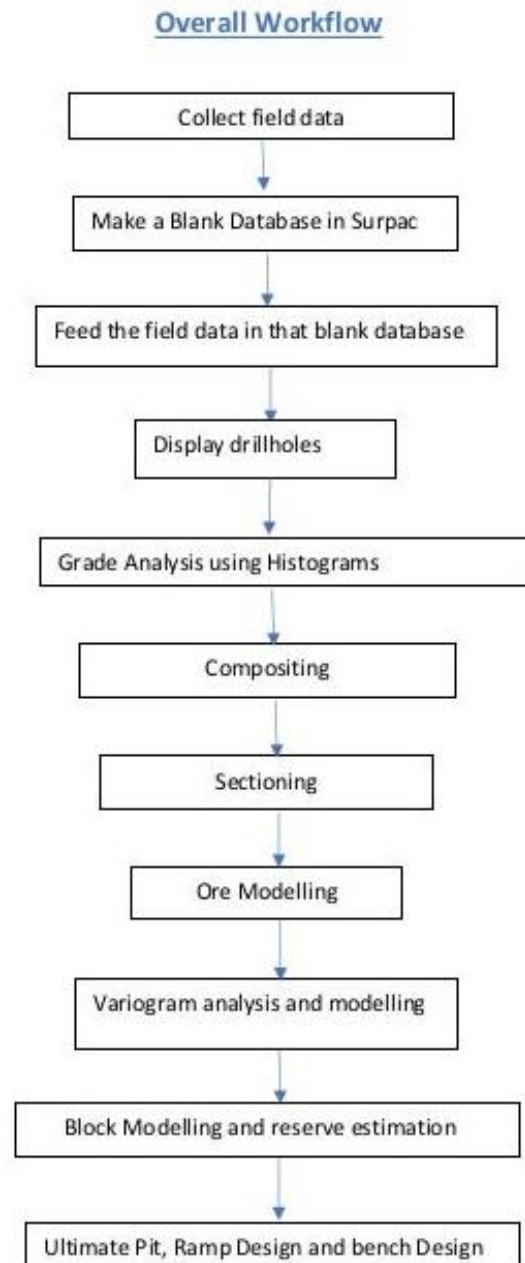 Overall Workflow
Collect field data
Make a Blank Database in Surpac
Feed the field data in that blank database
Display drillholes
Grade Analysis using Histograms
Compositing
Sectioning
Ore Modelling
Variogram analysis and modelling
Block Modelling and reserve estimation
Ultimate Pit, Ramp Design and bench Design